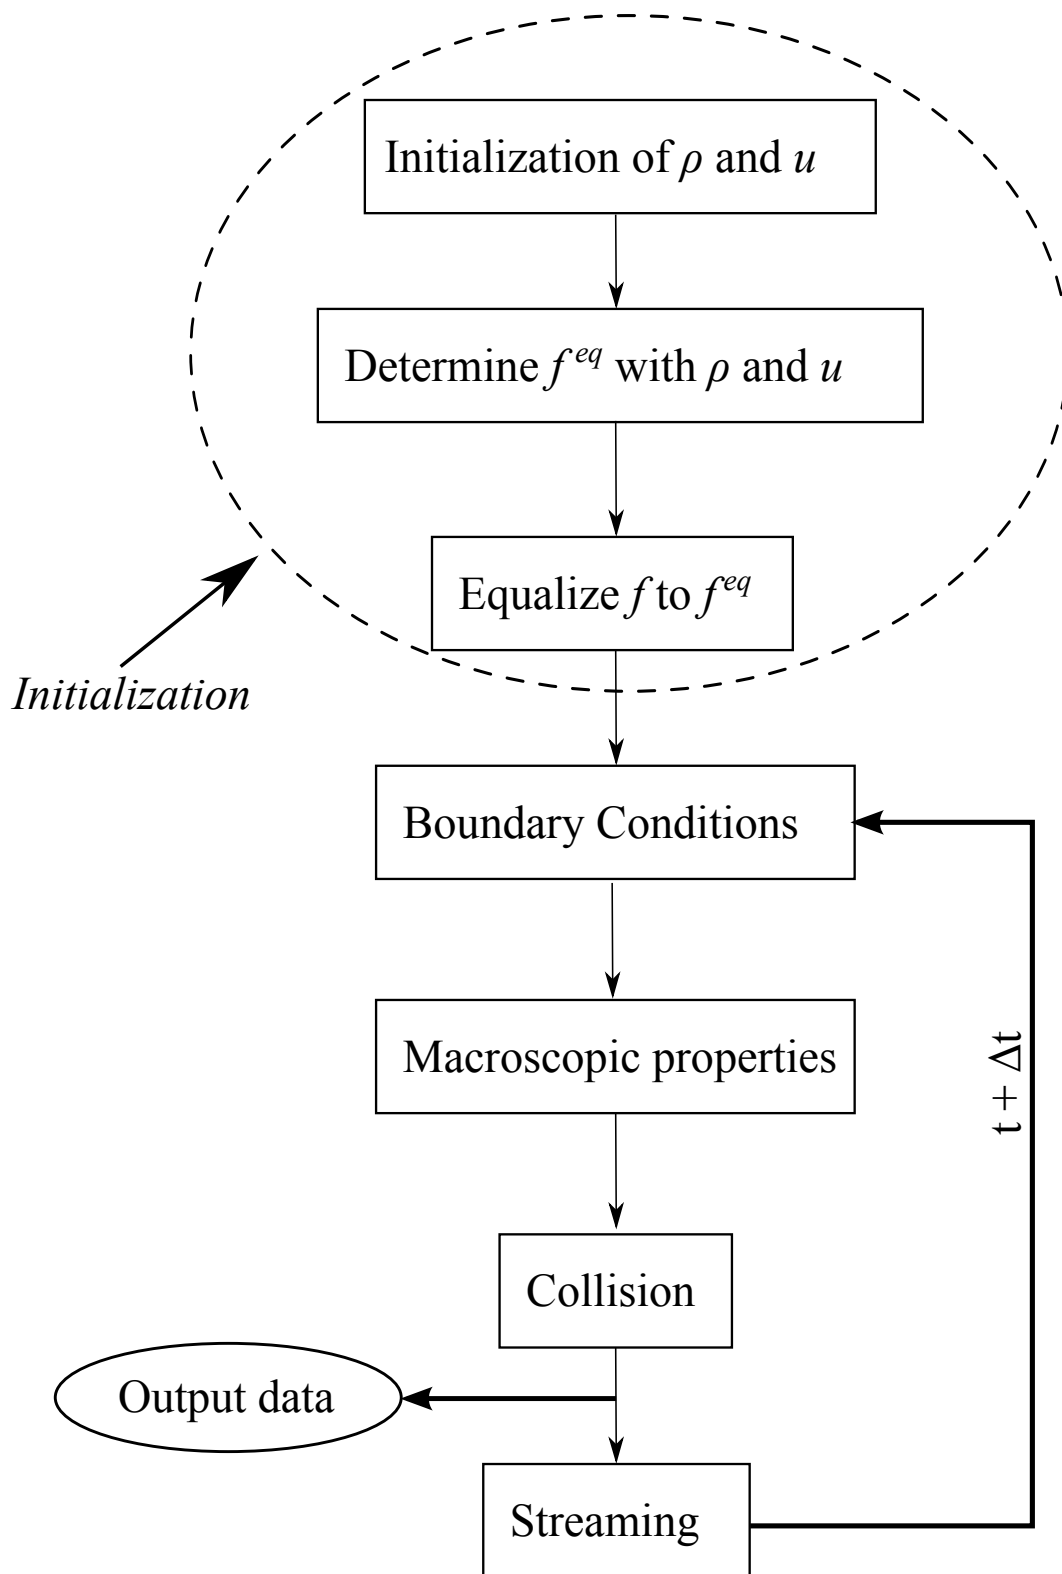 Initialization of ρ and u
Determine f^eq with ρ and u
Equalize f to f^eq
Initialization
Boundary Conditions
Macroscopic properties
t + Δt
Collision
Output data
Streaming